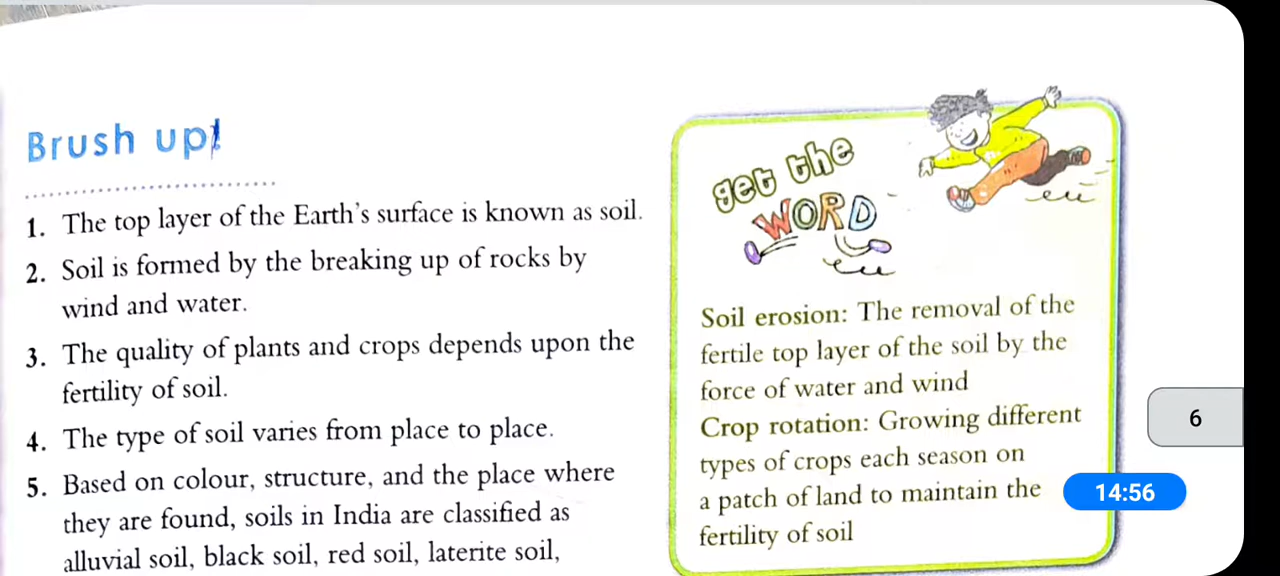 Brush up!
1. The top layer of the Earth's surface is known as soil.
2. Soil is formed by the breaking up of rocks by
wind and water.
3. The quality of plants and crops depends upon the
fertility of soil.
4. The type of soil varies from place to place.
5. Based on colour, structure, and the place where
they are found, soils in India are classified as
alluvial soil, black soil, red soil, laterite soil,
get the
WORD
Soil erosion: The removal of the
fertile top layer of the soil by the
force of water and wind
Crop rotation: Growing different
types of crops each season on
a patch of land to maintain the
fertility of soil
6
14:56